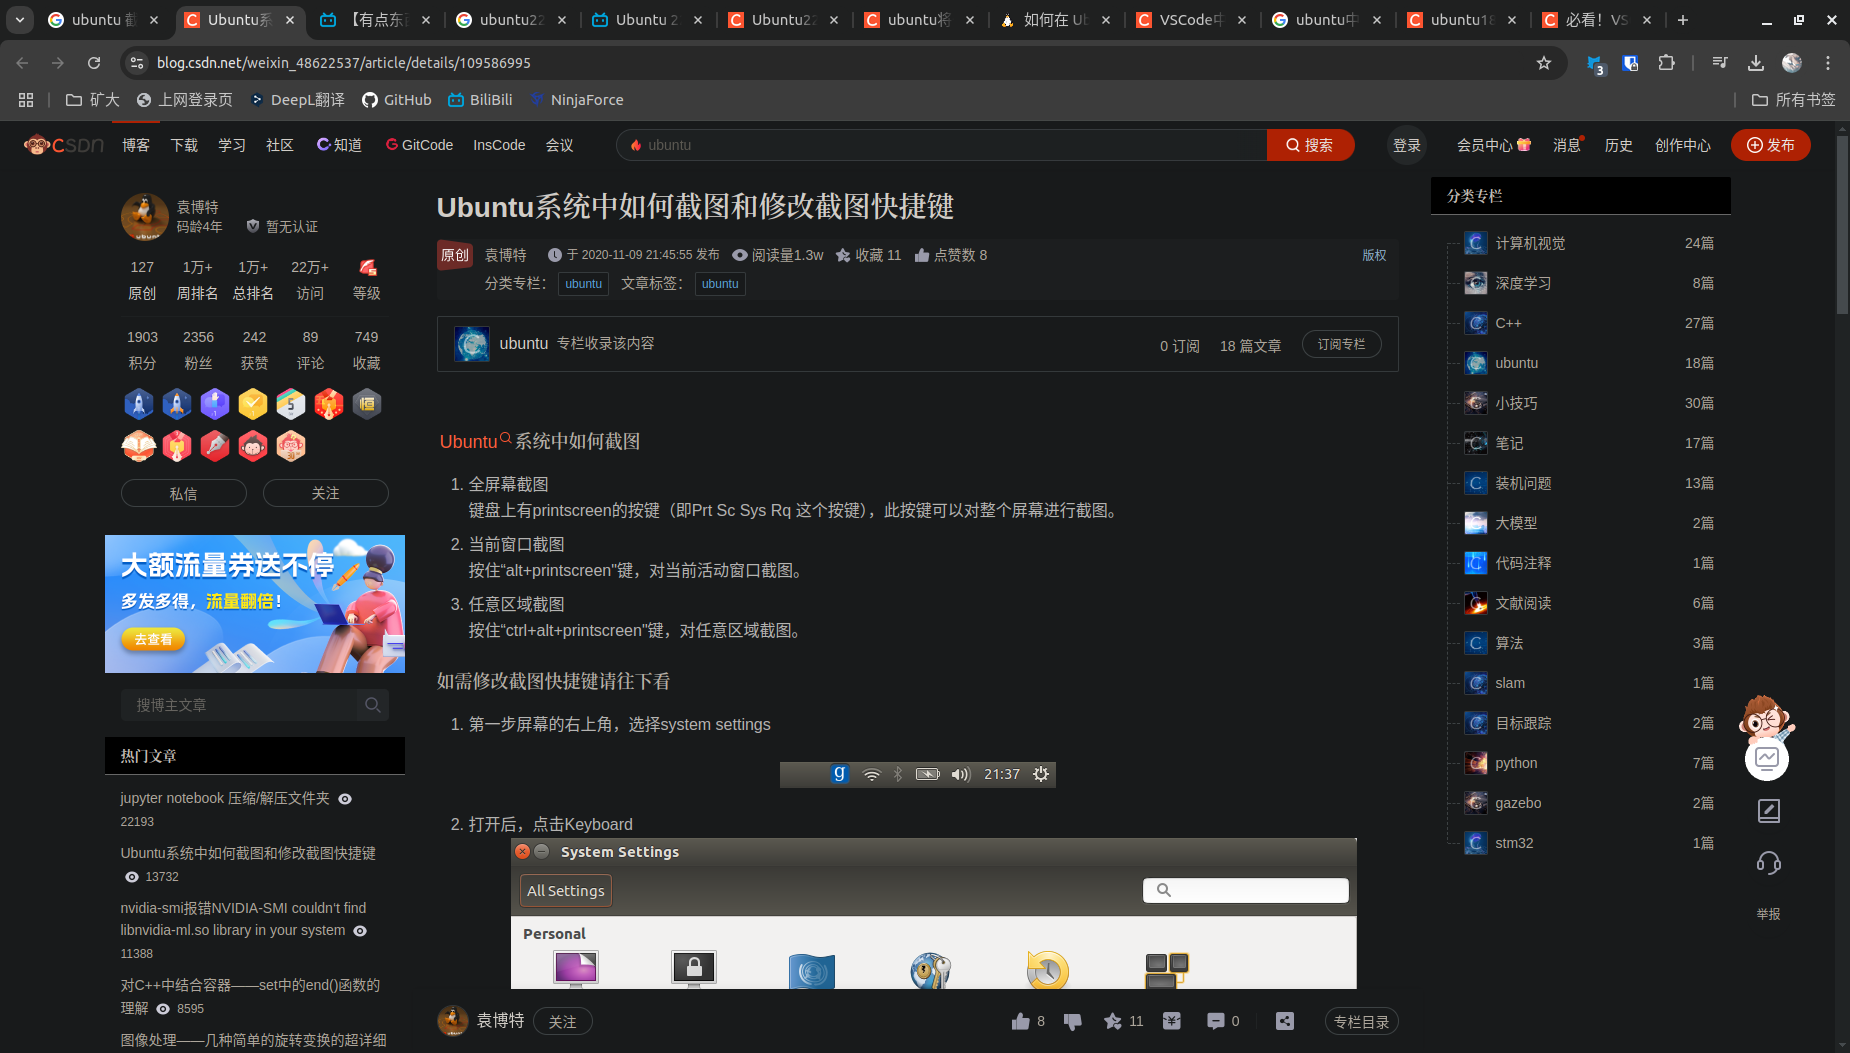 ubuntu 截
Ubuntu系
【有点东
ubuntu22
Ubuntu 2
Ubuntu22
ubuntu将
如何在 Ub
VSCode中
ubuntu中
ubuntu18
必看！VS
blog.csdn.net/weixin_48622537/article/details/109586995
3
矿大
上网登录页
DeepL翻译
GitHub
BiliBili
NinjaForce
所有书签
CSDN
博客
下载
学习
社区
知道
GitCode
InsCode
会议
ubuntu
搜索
登录
会员中心
消息
历史
创作中心
发布
袁博特
码龄4年
暂无认证
127
1万+
1万+
22万+
原创
周排名
总排名
访问
等级
1903
2356
242
89
749
积分
粉丝
获赞
评论
收藏
私信
关注
大额流量券送不停
多发多得，流量翻倍！
去查看
搜博主文章
热门文章
jupyter notebook 压缩/解压文件夹
22193
Ubuntu系统中如何截图和修改截图快捷键
13732
nvidia-smi报错NVIDIA-SMI couldn't find
libnvidia-ml.so library in your system
11388
对C++中结合容器——set中的end()函数的
理解 8595
图像处理——几种简单的旋转变换的超详细
Ubuntu系统中如何截图和修改截图快捷键
原创
袁博特
于 2020-11-09 21:45:55 发布
阅读量1.3w
收藏 11
点赞数 8
版权
分类专栏：
ubuntu
文章标签：
ubuntu
ubuntu
专栏收录该内容
0 订阅
18 篇文章
订阅专栏
Ubuntu系统中如何截图
1. 全屏幕截图
键盘上有printscreen的按键（即Prt Sc Sys Rq 这个按键），此按键可以对整个屏幕进行截图。
2. 当前窗口截图
按住“alt+printscreen”键，对当前活动窗口截图。
3. 任意区域截图
按住“ctrl+alt+printscreen”键，对任意区域截图。
如需修改截图快捷键请往下看
1. 第一步屏幕的右上角，选择system settings
g
21:37
2. 打开后，点击Keyboard
System Settings
All Settings
Personal
袁博特
关注
8
11
0
专栏目录
分类专栏
计算机视觉 24篇
深度学习 8篇
C++ 27篇
ubuntu 18篇
小技巧 30篇
笔记 17篇
装机问题 13篇
大模型 2篇
代码注释 1篇
文献阅读 6篇
算法 3篇
slam 1篇
目标跟踪 2篇
python 7篇
gazebo 2篇
stm32 1篇
举报